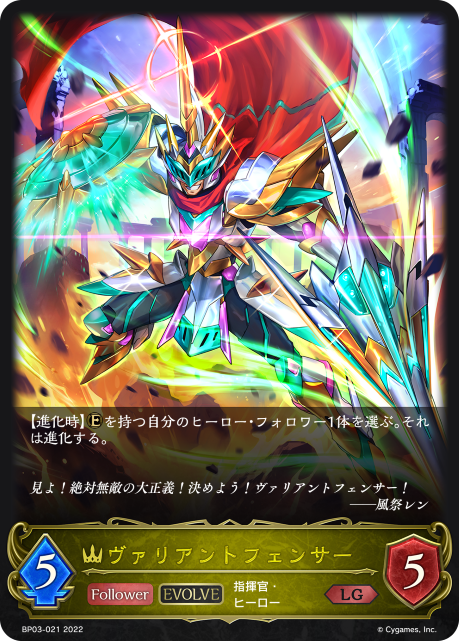 【進化時】Eを持つ自分のヒーロー・フォロワー1体を選ぶ。それ
は進化する。
見よ！絶対無敵の大正義！決めよう！ヴァリアントフェンサー！
──風祭レン
ヴァリアントフェンサー
5
Follower EVOLVE 指揮官・
ヒーロー
LG
5
BP03-021 2022
© Cygames, Inc.